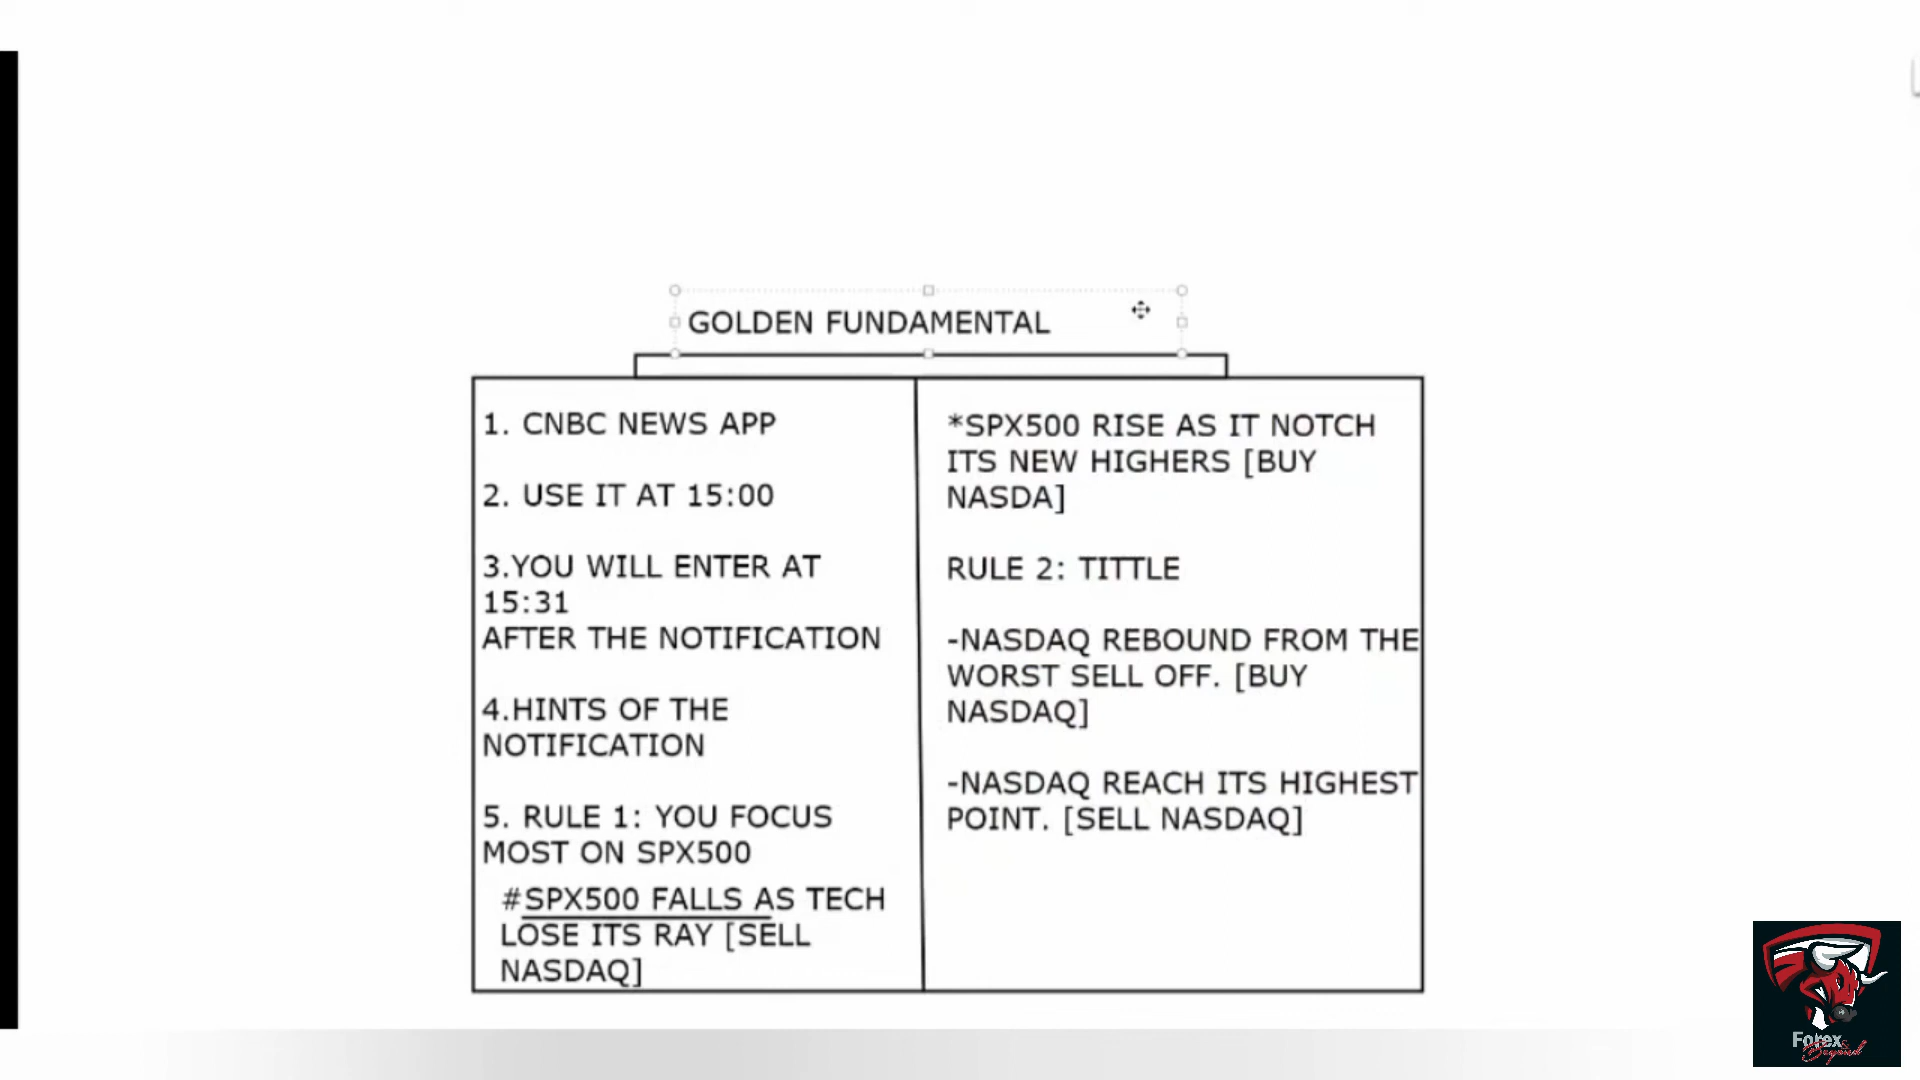 GOLDEN FUNDAMENTAL
1. CNBC NEWS APP
2. USE IT AT 15:00
3.YOU WILL ENTER AT
15:31
AFTER THE NOTIFICATION
4.HINTS OF THE
NOTIFICATION
5. RULE 1: YOU FOCUS
MOST ON SPX500
#SPX500 FALLS AS TECH
LOSE ITS RAY [SELL
NASDAQ]
*SPX500 RISE AS IT NOTCH
ITS NEW HIGHERS [BUY
NASDA]
RULE 2: TITTLE
-NASDAQ REBOUND FROM THE
WORST SELL OFF. [BUY
NASDAQ]
-NASDAQ REACH ITS HIGHEST
POINT. [SELL NASDAQ]
Forex&
Beyond